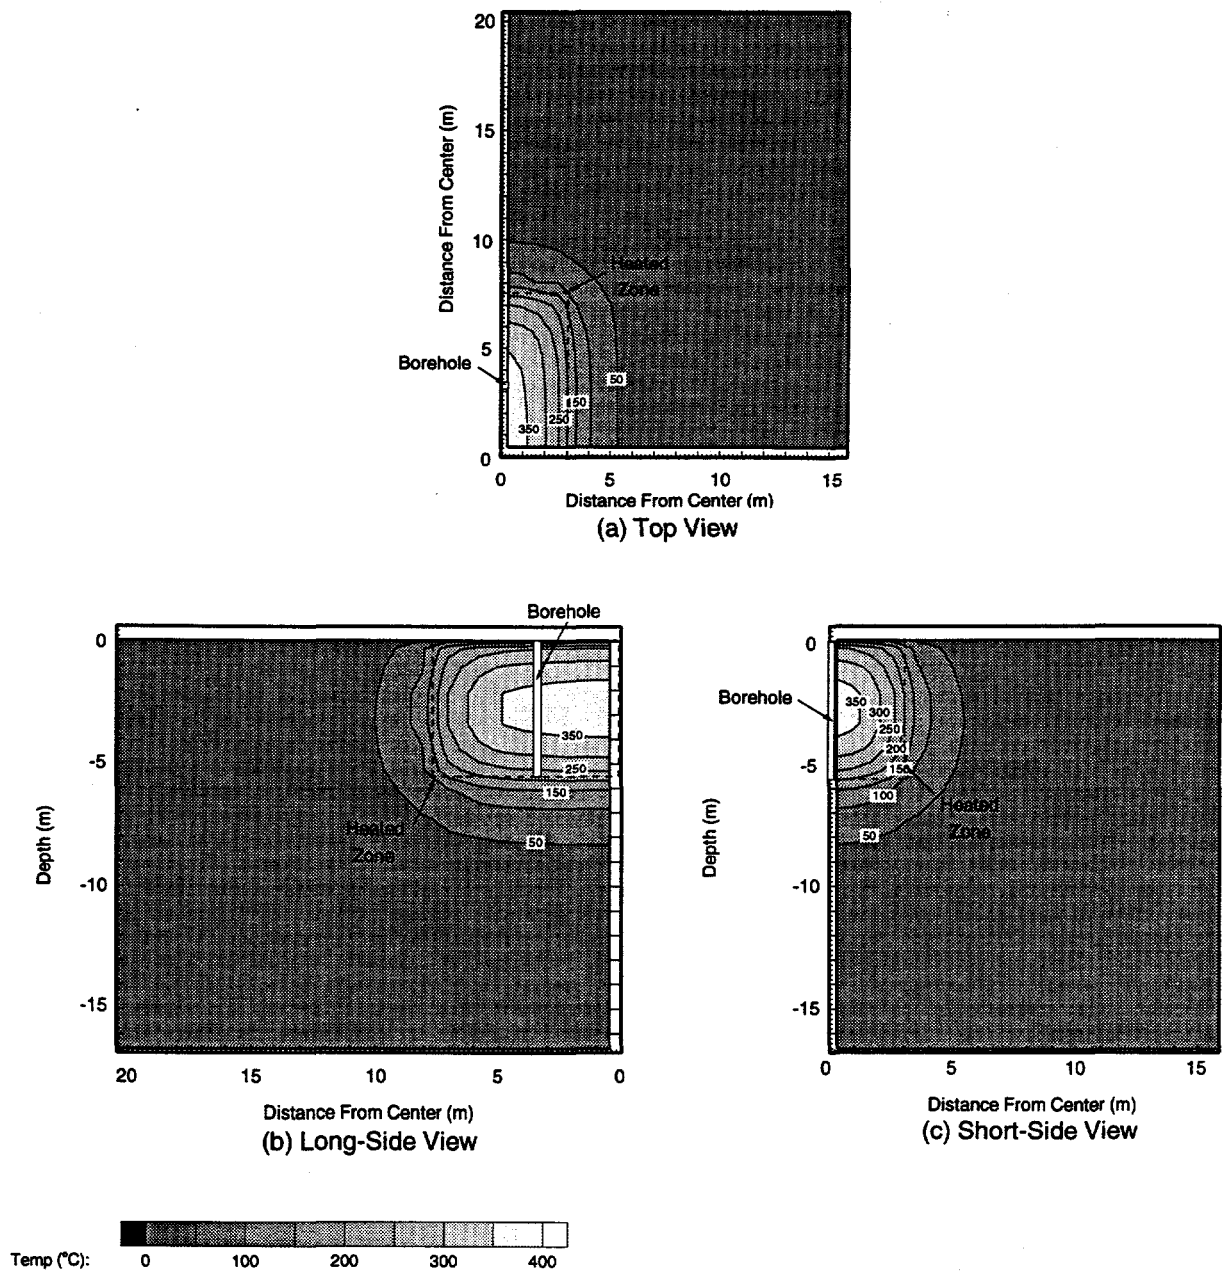 20
15
10
5
0
Distance From Center (m)
Heated
Zone
Borehole
50
150
250
350
0 5 10 15
Distance From Center (m)
(a) Top View
Borehole
0
-5
-10
-15
Depth (m)
350
250
150
50
Heated
Zone
20 15 10 5 0
Distance From Center (m)
(b) Long-Side View
0
-5
-10
-15
Depth (m)
Borehole
350
300
250
200
150
100
50
Heated
Zone
0 5 10 15
Distance From Center (m)
(c) Short-Side View
Temp (°C): 0 100 200 300 400